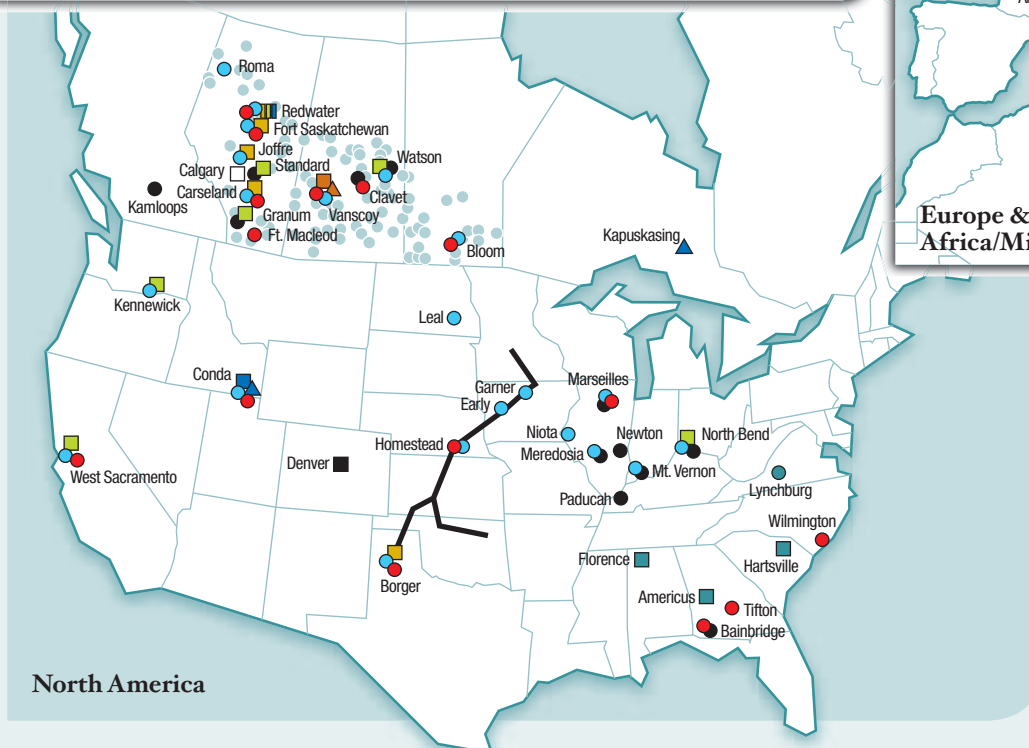 Roma
Redwater
Fort Saskatchewan
Joffre
Standard
Watson
Calgary
Carseland
Clavet
Kamloops
Granum
Vanscoy
Ft. Macleod
Bloom
Kapuskasing
Europe &
Africa/Mi
Kennewick
Leal
Conda
Garner
Marseilles
Early
Niota
Newton
North Bend
Homestead
Meredosia
Denver
Mt. Vernon
West Sacramento
Lynchburg
Paducah
Wilmington
Florence
Hartsville
Borger
Americus
Tifton
Bainbridge
North America